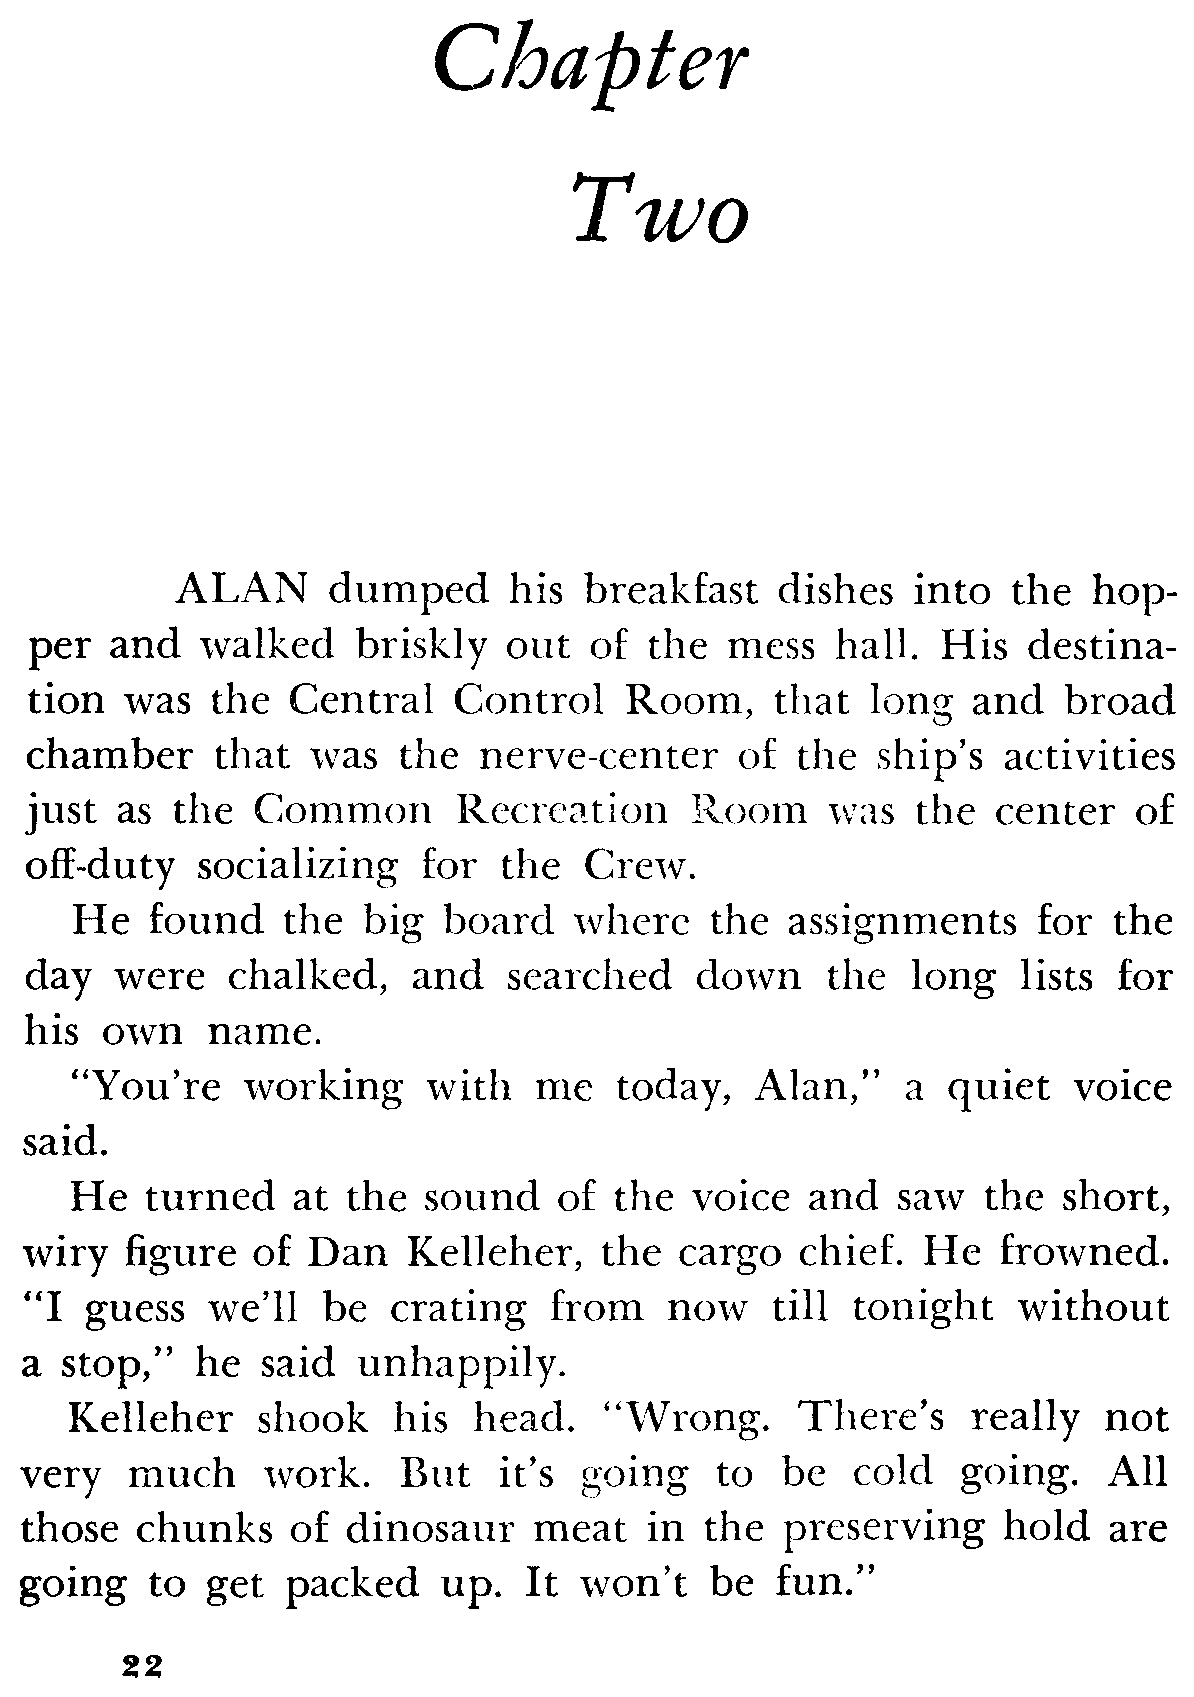 Chapter
Two
ALAN dumped his breakfast dishes into the hop-
per and walked briskly out of the mess hall. His destina-
tion was the Central Control Room, that long and broad
chamber that was the nerve-center of the ship's activities
just as the Common Recreation Room was the center of
off-duty socializing for the Crew.
He found the big board where the assignments for the
day were chalked, and searched down the long lists for
his own name.
"You're working with me today, Alan," a quiet voice
said.
He turned at the sound of the voice and saw the short,
wiry figure of Dan Kelleher, the cargo chief. He frowned.
"I guess we'll be crating from now till tonight without
a stop," he said unhappily.
Kelleher shook his head. "Wrong. There's really not
very much work. But it's going to be cold going. All
those chunks of dinosaur meat in the preserving hold are
going to get packed up. It won't be fun."
22